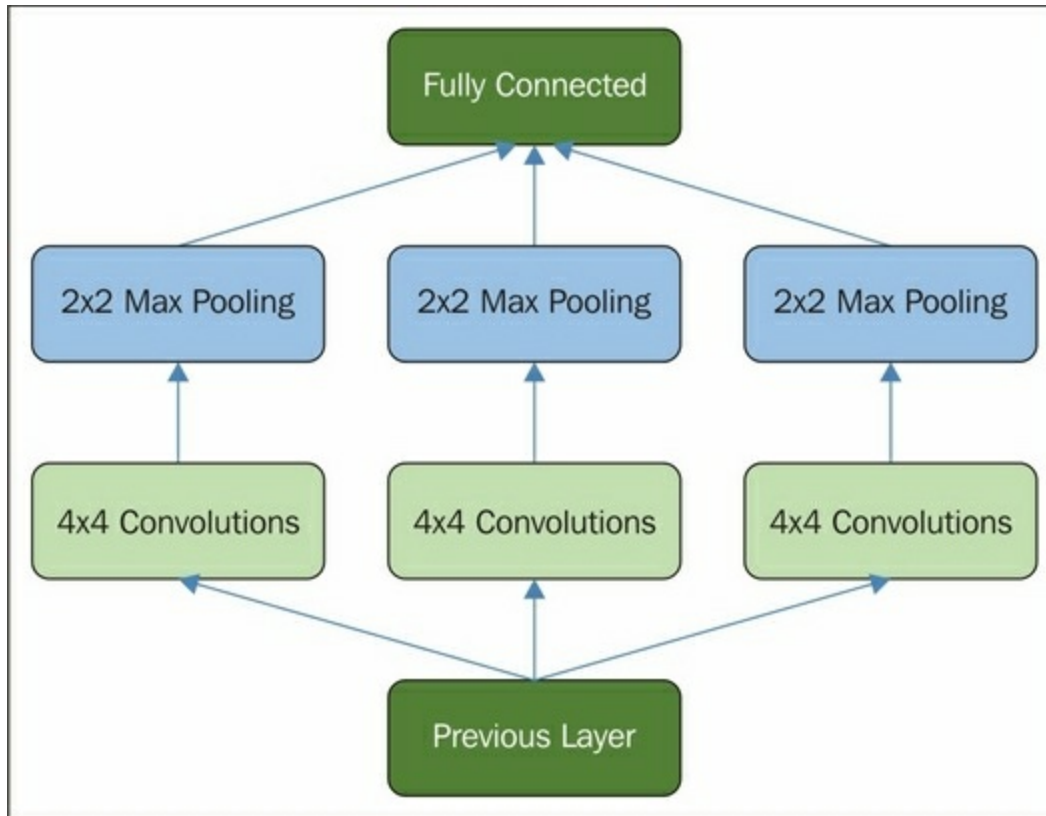 Fully Connected
2x2 Max Pooling
2x2 Max Pooling
2x2 Max Pooling
4x4 Convolutions
4x4 Convolutions
4x4 Convolutions
Previous Layer